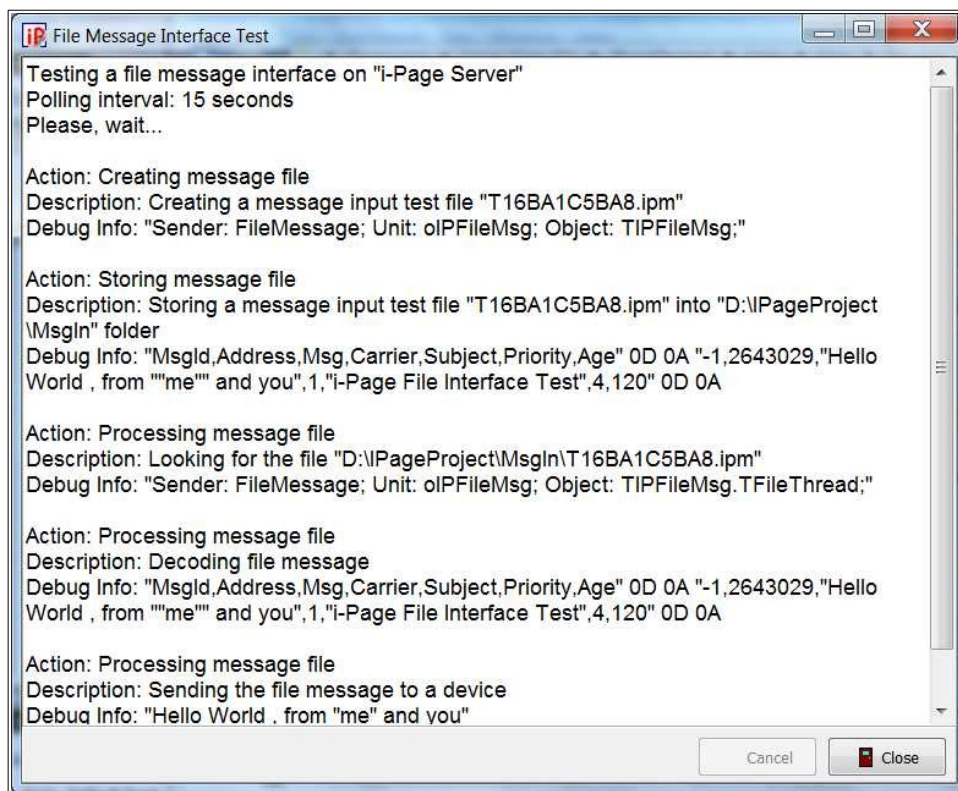 iP File Message Interface Test
Testing a file message interface on "i-Page Server"
Polling interval: 15 seconds
Please, wait...
Action: Creating message file
Description: Creating a message input test file "T16BA1C5BA8.ipm"
Debug Info: "Sender: FileMessage; Unit: oIPFileMsg; Object: TIPFileMsg;"
Action: Storing message file
Description: Storing a message input test file "T16BA1C5BA8.ipm" into "D:\IPageProject
\MsgIn" folder
Debug Info: "MsgId,Address,Msg,Carrier,Subject,Priority,Age" 0D 0A "-1,2643029,"Hello
World , from ""me"" and you",1,"i-Page File Interface Test",4,120" 0D 0A
Action: Processing message file
Description: Looking for the file "D:\IPageProject\MsgIn\T16BA1C5BA8.ipm"
Debug Info: "Sender: FileMessage; Unit: oIPFileMsg; Object: TIPFileMsg.TFileThread;"
Action: Processing message file
Description: Decoding file message
Debug Info: "MsgId,Address,Msg,Carrier,Subject,Priority,Age" 0D 0A "-1,2643029,"Hello
World , from ""me"" and you",1,"i-Page File Interface Test",4,120" 0D 0A
Action: Processing message file
Description: Sending the file message to a device
Debug Info: "Hello World , from "me" and you"
Cancel
Close